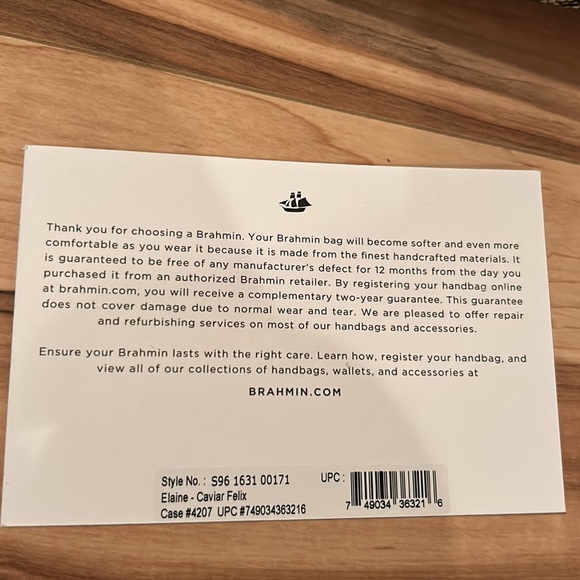 Thank you for choosing a Brahmin. Your Brahmin bag will become softer and even more
comfortable as you wear it because it is made from the finest handcrafted materials. It
is guaranteed to be free of any manufacturer's defect for 12 months from the day you
purchased it from an authorized Brahmin retailer. By registering your handbag online
at brahmin.com, you will receive a complementary two-year guarantee. This guarantee
does not cover damage due to normal wear and tear. We are pleased to offer repair
and refurbishing services on most of our handbags and accessories.
Ensure your Brahmin lasts with the right care. Learn how, register your handbag, and
view all of our collections of handbags, wallets, and accessories at
BRAHMIN.COM
Style No. : S96 1631 00171 UPC :
Elaine - Caviar Felix
Case #4207 UPC #749034363216
7 49034 36321 6